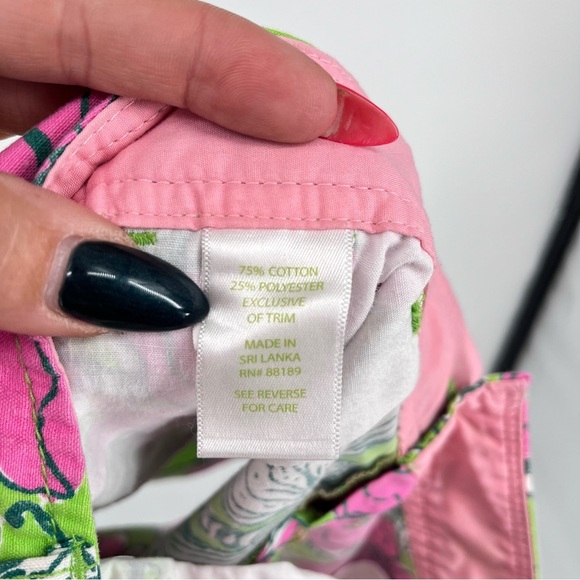 75% COTTON
25% POLYESTER
EXCLUSIVE
OF TRIM
MADE IN
SRI LANKA
RN# 88189
SEE REVERSE
FOR CARE